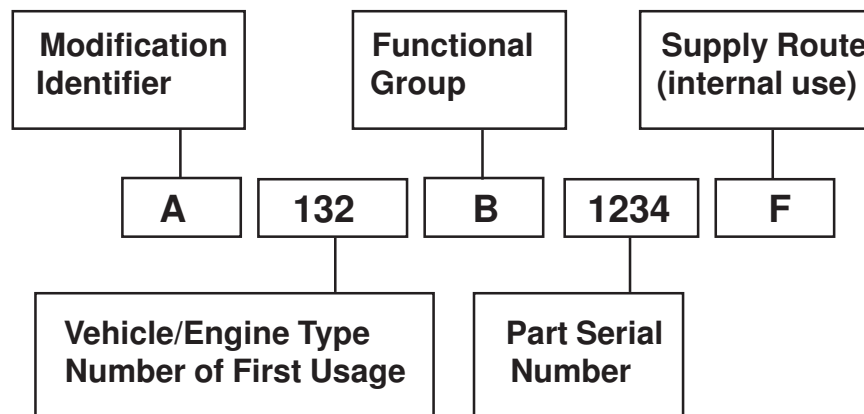 Modification
Identifier
Functional
Group
Supply Route
(internal use)
A
132
B
1234
F
Vehicle/Engine Type
Number of First Usage
Part Serial
Number